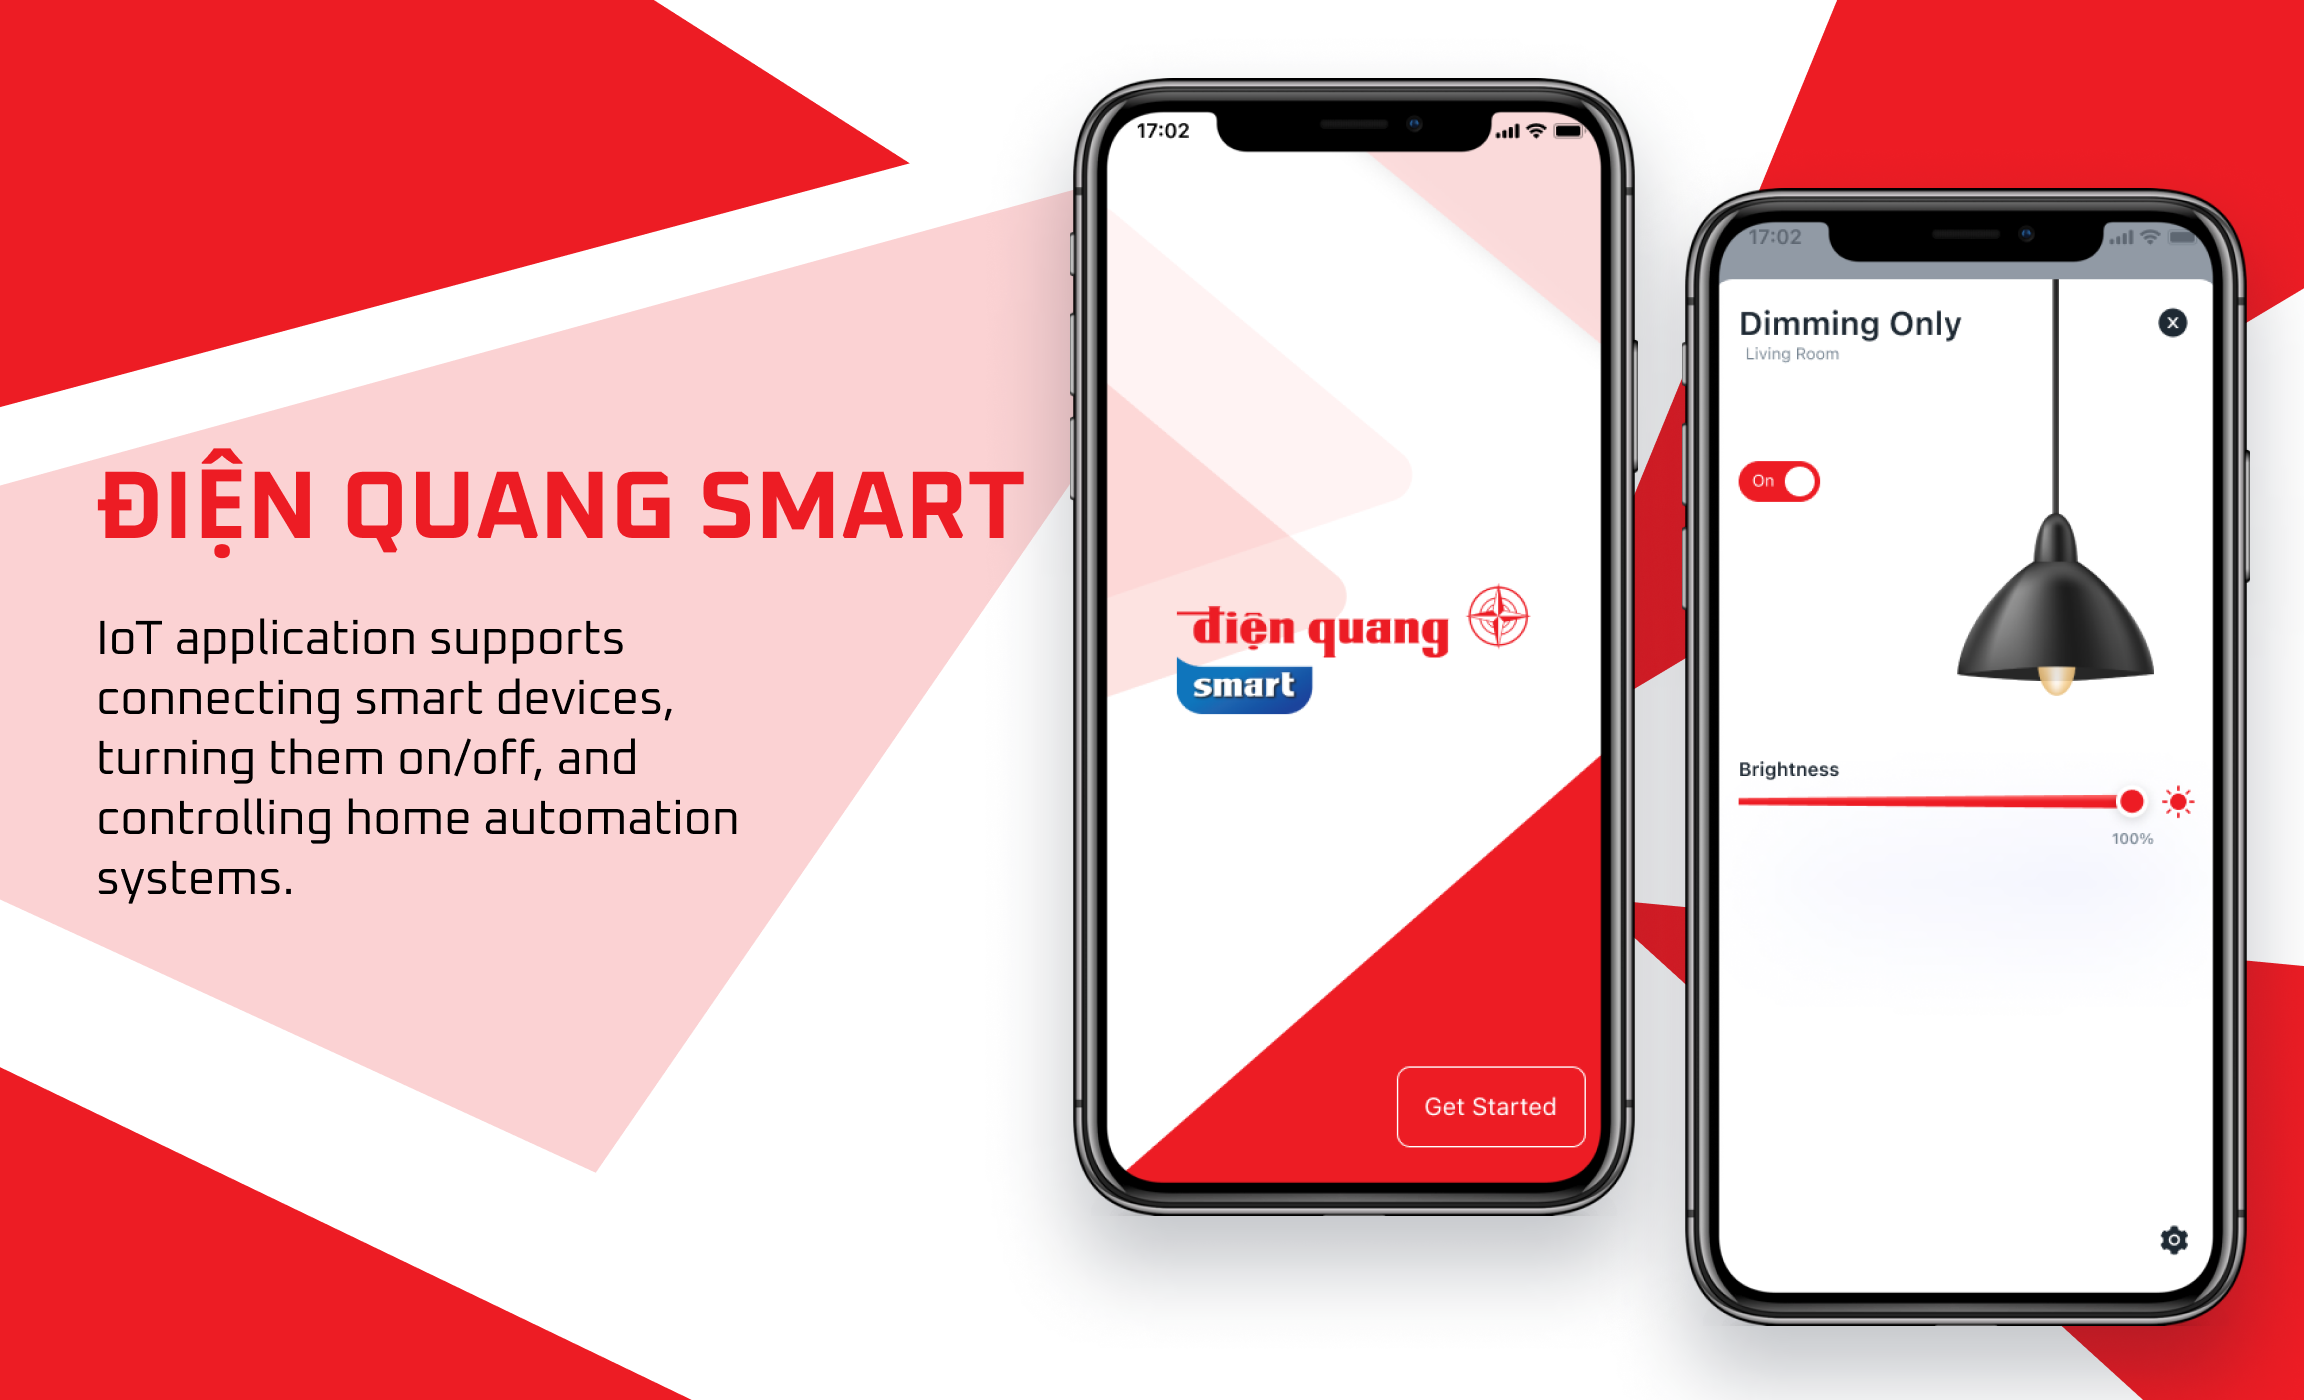 ĐIỆN QUANG SMART
IoT application supports
connecting smart devices,
turning them on/off, and
controlling home automation
systems.
17:02
điện quang
smart
Get Started
17:02
Dimming Only
X
Living Room
On
Brightness
100%